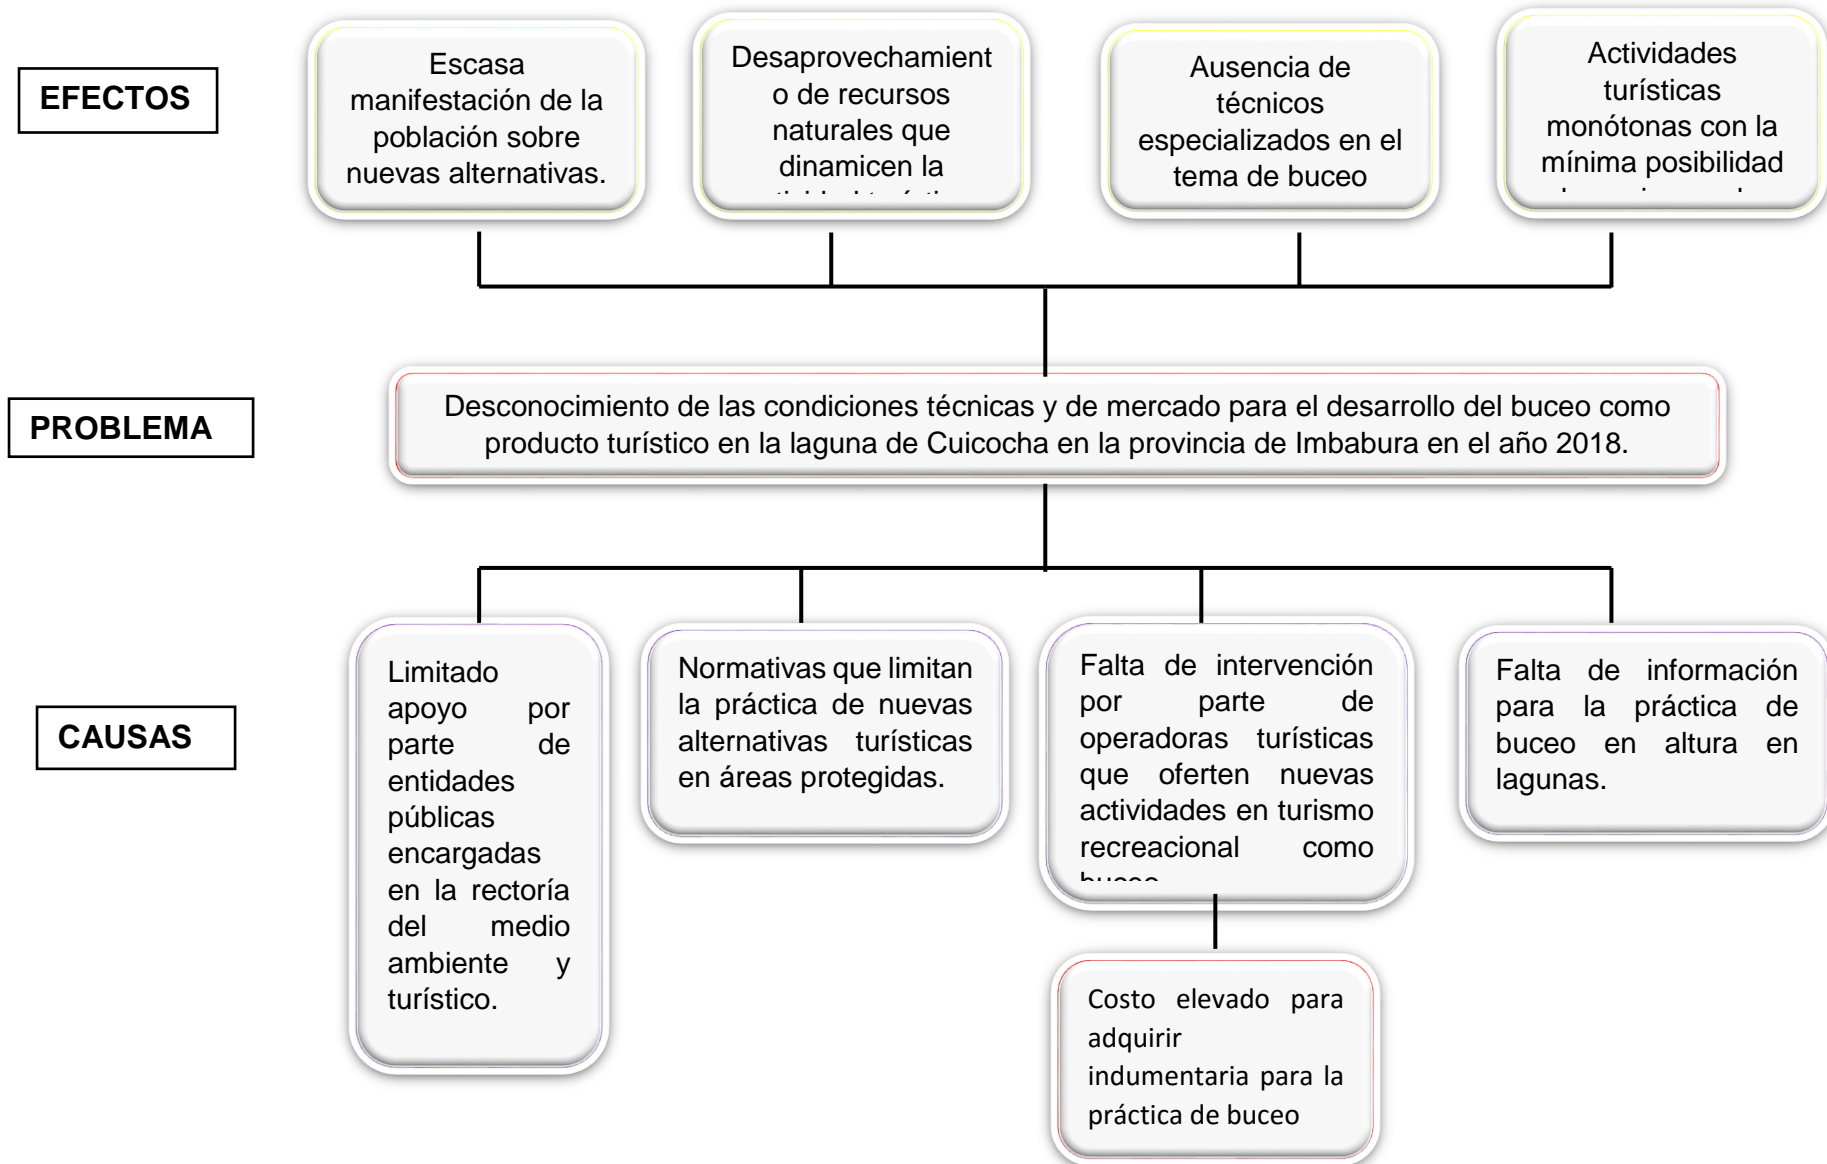 EFECTOS
Escasa
manifestación de la
población sobre
nuevas alternativas.
Desaprovechamient
o de recursos
naturales que
dinamicen la
Ausencia de
técnicos
especializados en el
tema de buceo
Actividades
turísticas
monótonas con la
mínima posibilidad
PROBLEMA
Desconocimiento de las condiciones técnicas y de mercado para el desarrollo del buceo como
producto turístico en la laguna de Cuicocha en la provincia de Imbabura en el año 2018.
CAUSAS
Limitado
apoyo por
parte de
entidades
públicas
encargadas
en la rectoría
del medio
ambiente y
turístico.
Normativas que limitan
la práctica de nuevas
alternativas turísticas
en áreas protegidas.
Falta de intervención
por parte de
operadoras turísticas
que oferten nuevas
actividades en turismo
recreacional como
buceo
Falta de información
para la práctica de
buceo en altura en
lagunas.
Costo elevado para
adquirir
indumentaria para la
práctica de buceo